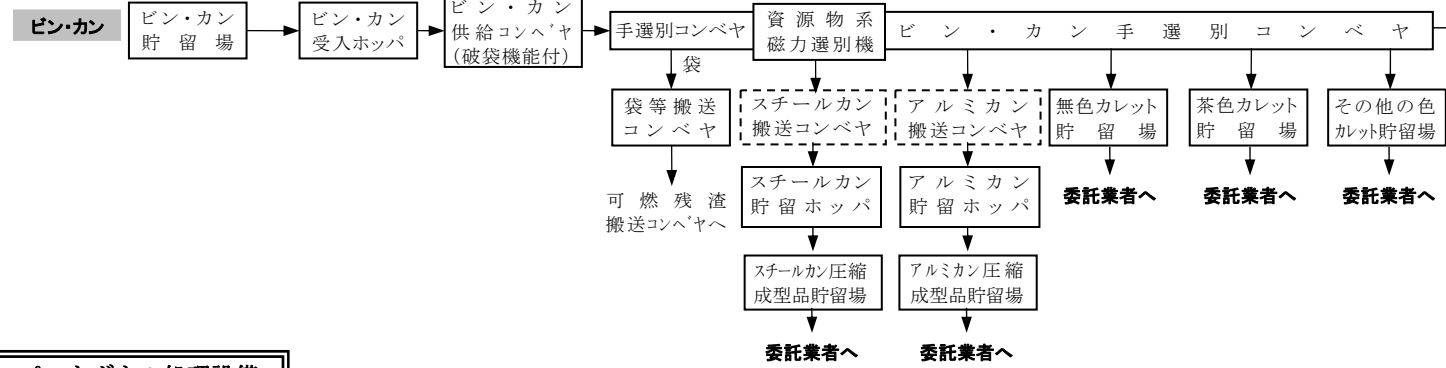 ビン・カン
ビン・カン
貯留場
ビン・カン
受入ホッパ
ビン・カン
供給コンベヤ
(破袋機能付)
手選別コンベヤ
資源物系
磁力選別機
ビン・カン手選別コンベヤ
袋
袋等搬送
コンベヤ
可燃残渣
搬送コンベヤへ
スチールカン
搬送コンベヤ
スチールカン
貯留ホッパ
スチールカン圧縮
成型品貯留場
委託業者へ
アルミカン
搬送コンベヤ
アルミカン
貯留ホッパ
アルミカン圧縮
成型品貯留場
委託業者へ
無色カレット
貯留場
委託業者へ
茶色カレット
貯留場
委託業者へ
その他の色
カレット貯留場
委託業者へ